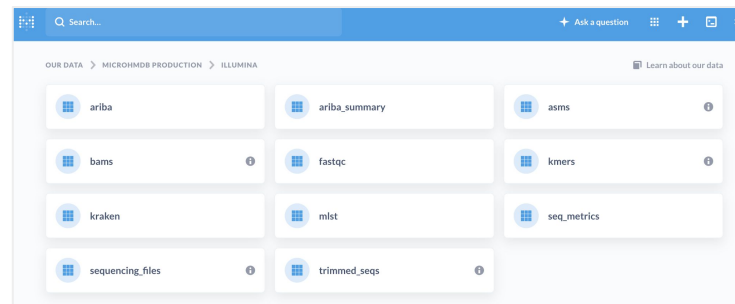 Search...
Ask a question
OUR DATA > MICROHMDB PRODUCTION > ILLUMINA
Learn about our data
ariba
ariba_summary
asms
bams
fastqc
kmers
kraken
mlst
seq_metrics
sequencing_files
trimmed_seqs